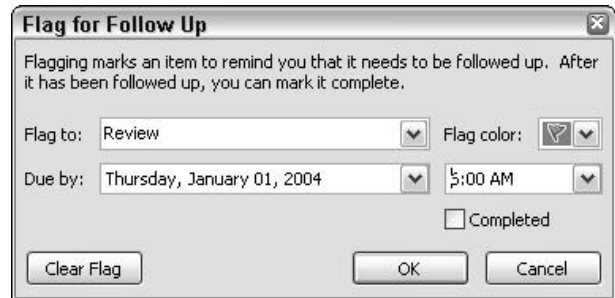 Flag for Follow Up
Flagging marks an item to remind you that it needs to be followed up. After
it has been followed up, you can mark it complete.
Flag to: Review Flag color:
Due by: Thursday, January 01, 2004 5:00 AM
Completed
Clear Flag OK Cancel